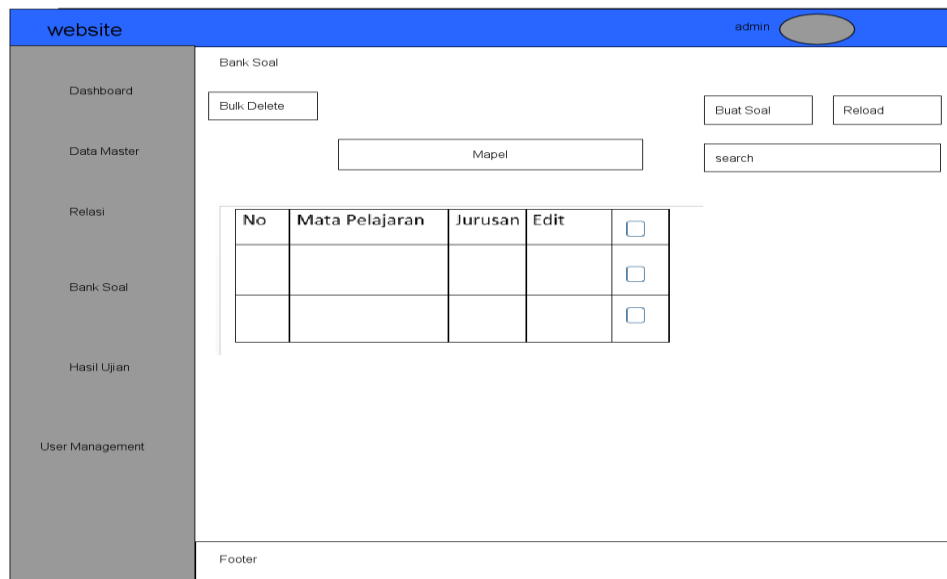 website
admin
Dashboard
Data Master
Relasi
Bank Soal
Hasil Ujian
User Management
Bank Soal
Bulk Delete
Buat Soal
Reload
Mapel
search
No Mata Pelajaran Jurusan Edit
Footer